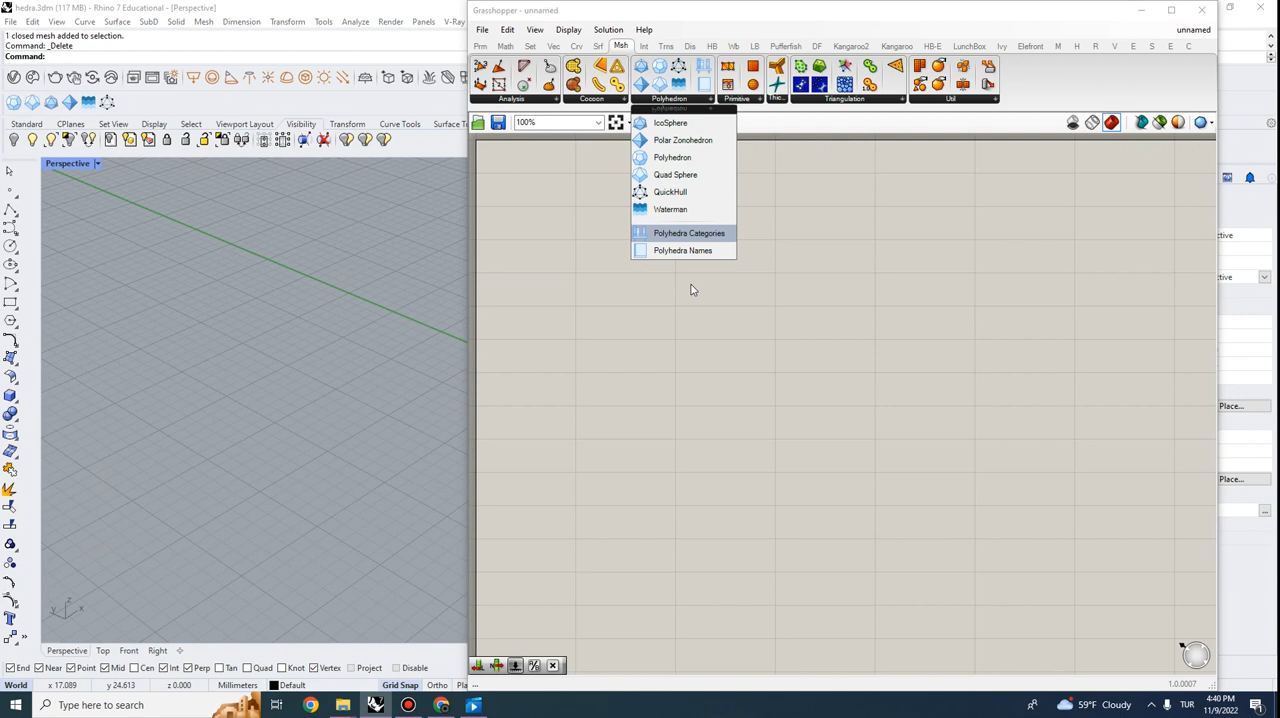 hedra.3dm (117 MB) - Rhino 7 Educational - [Perspective]
File Edit View Curve Surface SubD Solid Mesh Dimension Transform Tools Analyze Render Panels V-Ray
1 closed mesh added to selection.
Command: _Delete
Command:
Standard CPlanes Set View Display Select Viewport Layout Visibility Transform Curve Tools Surface To
Perspective
Grasshopper - unnamed
File Edit View Display Solution Help unnamed
Prm Math Set Vec Crv Srf Msh Int Trns Dis HB Wb LB Pufferfish DF Kangaroo2 Kangaroo HB-E LunchBox Ivy Elefront M H R V E S E C
Analysis Cocoon Polyhedron Primitive Thic... Triangulation Util
100%
IcoSphere
Polar Zonohedron
Polyhedron
Quad Sphere
QuickHull
Waterman
Polyhedra Categories
Polyhedra Names
ctive
ctive
Place...
Place...
...
z
y x
Perspective Top Front Right
End Near Point Mid Cen Int Perp Tan Quad Knot Vertex Project Disable
World x 17.089 y 24.613 z 0.000 Millimeters Default Grid Snap Ortho Pla
...
1.0.0007
Type here to search
59°F Cloudy TUR
4:40 PM
11/9/2022